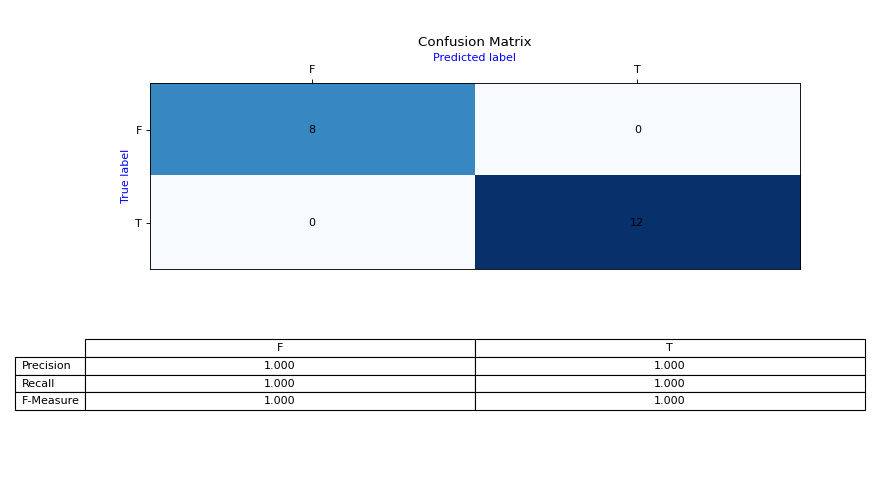 Confusion Matrix
Predicted label
F T
F 8 0
True label
T 0 12
F T
Precision 1.000 1.000
Recall 1.000 1.000
F-Measure 1.000 1.000